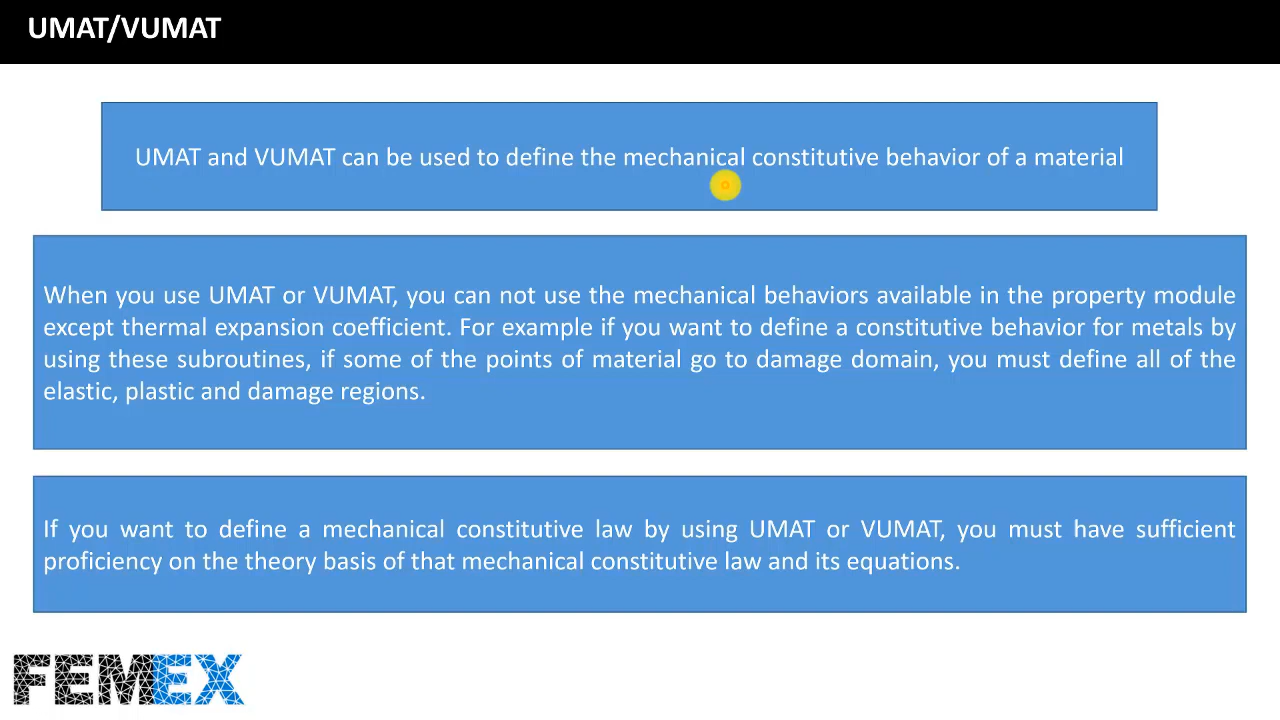 UMAT/VUMAT
UMAT and VUMAT can be used to define the mechanical constitutive behavior of a material
When you use UMAT or VUMAT, you can not use the mechanical behaviors available in the property module
except thermal expansion coefficient. For example if you want to define a constitutive behavior for metals by
using these subroutines, if some of the points of material go to damage domain, you must define all of the
elastic, plastic and damage regions.
If you want to define a mechanical constitutive law by using UMAT or VUMAT, you must have sufficient
proficiency on the theory basis of that mechanical constitutive law and its equations.
FEMEX